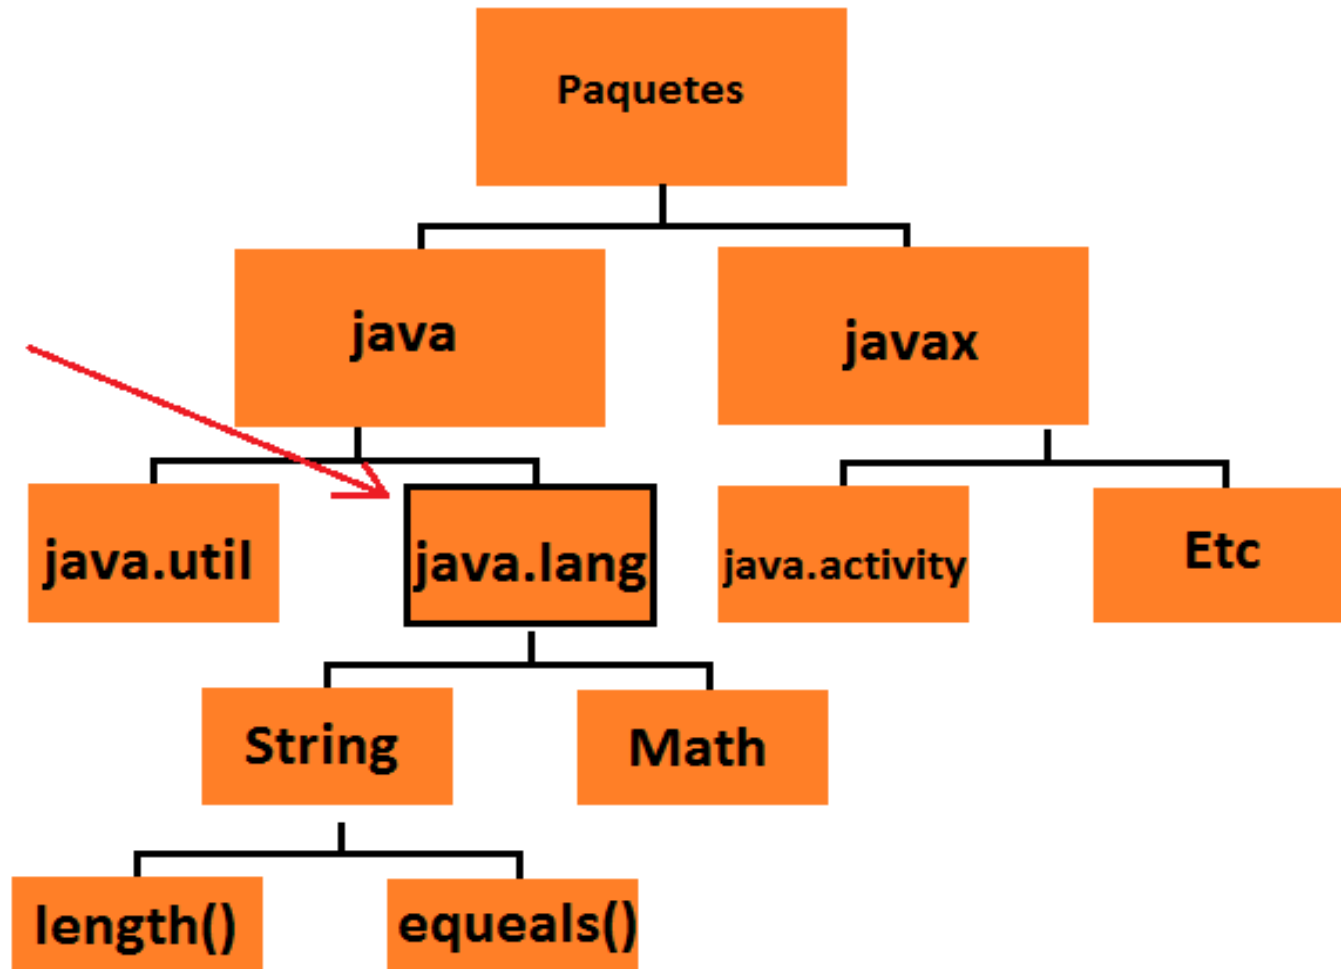 Paquetes
java
javax
java.util
java.lang
java.activity
Etc
String
Math
length()
equeals()